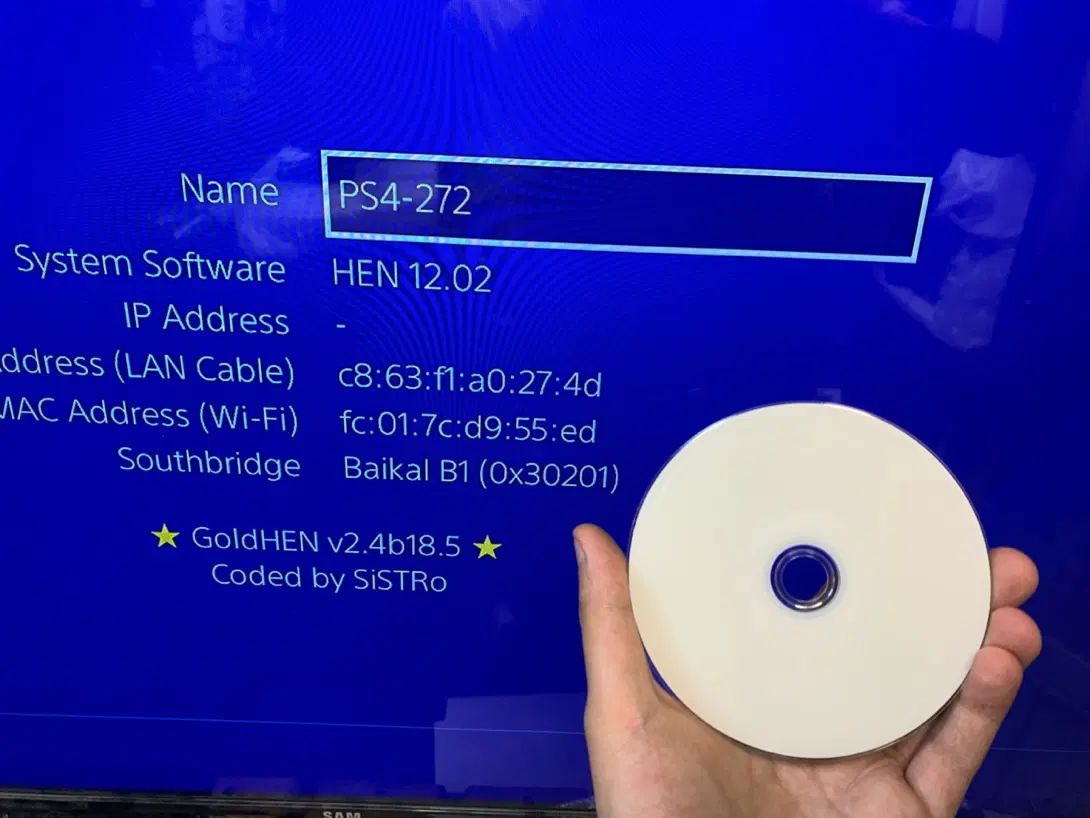 Name PS4-272
System Software HEN 12.02
IP Address -
ddress (LAN Cable) c8:63:f1:a0:27:4d
MAC Address (Wi-Fi) fc:01:7c:d9:55:ed
Southbridge Baikal B1 (0x30201)
★ GoldHEN v2.4b18.5 ★
Coded by SiSTRo
SAM